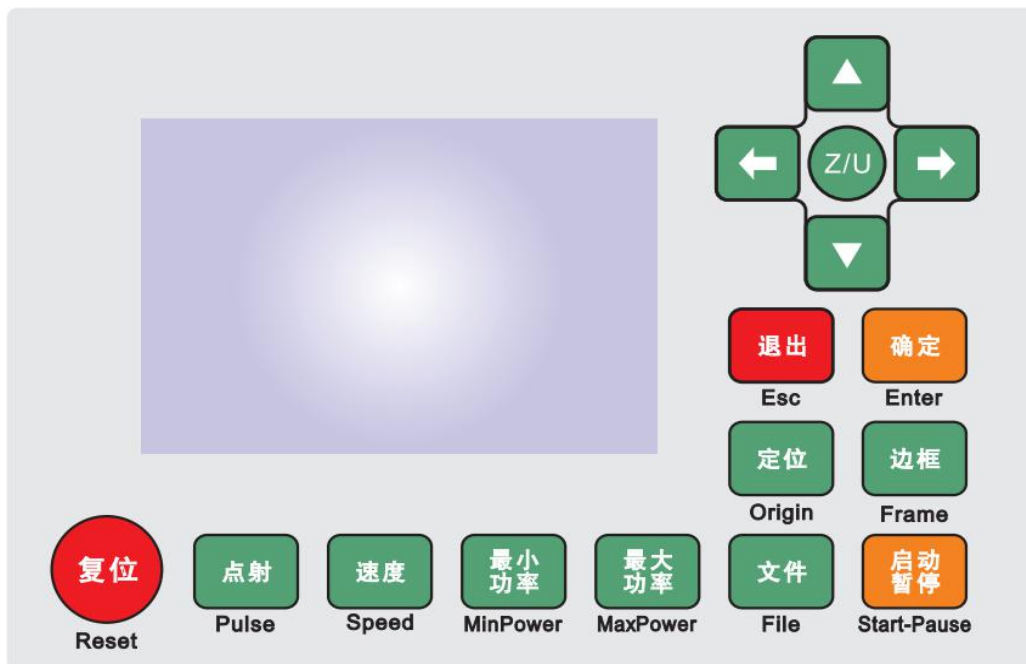 Z/U
退出
确定
Esc
Enter
定位
边框
Origin
Frame
复位
点射
速度
最小
功率
最大
功率
文件
启动
暂停
Reset
Pulse
Speed
MinPower
MaxPower
File
Start-Pause